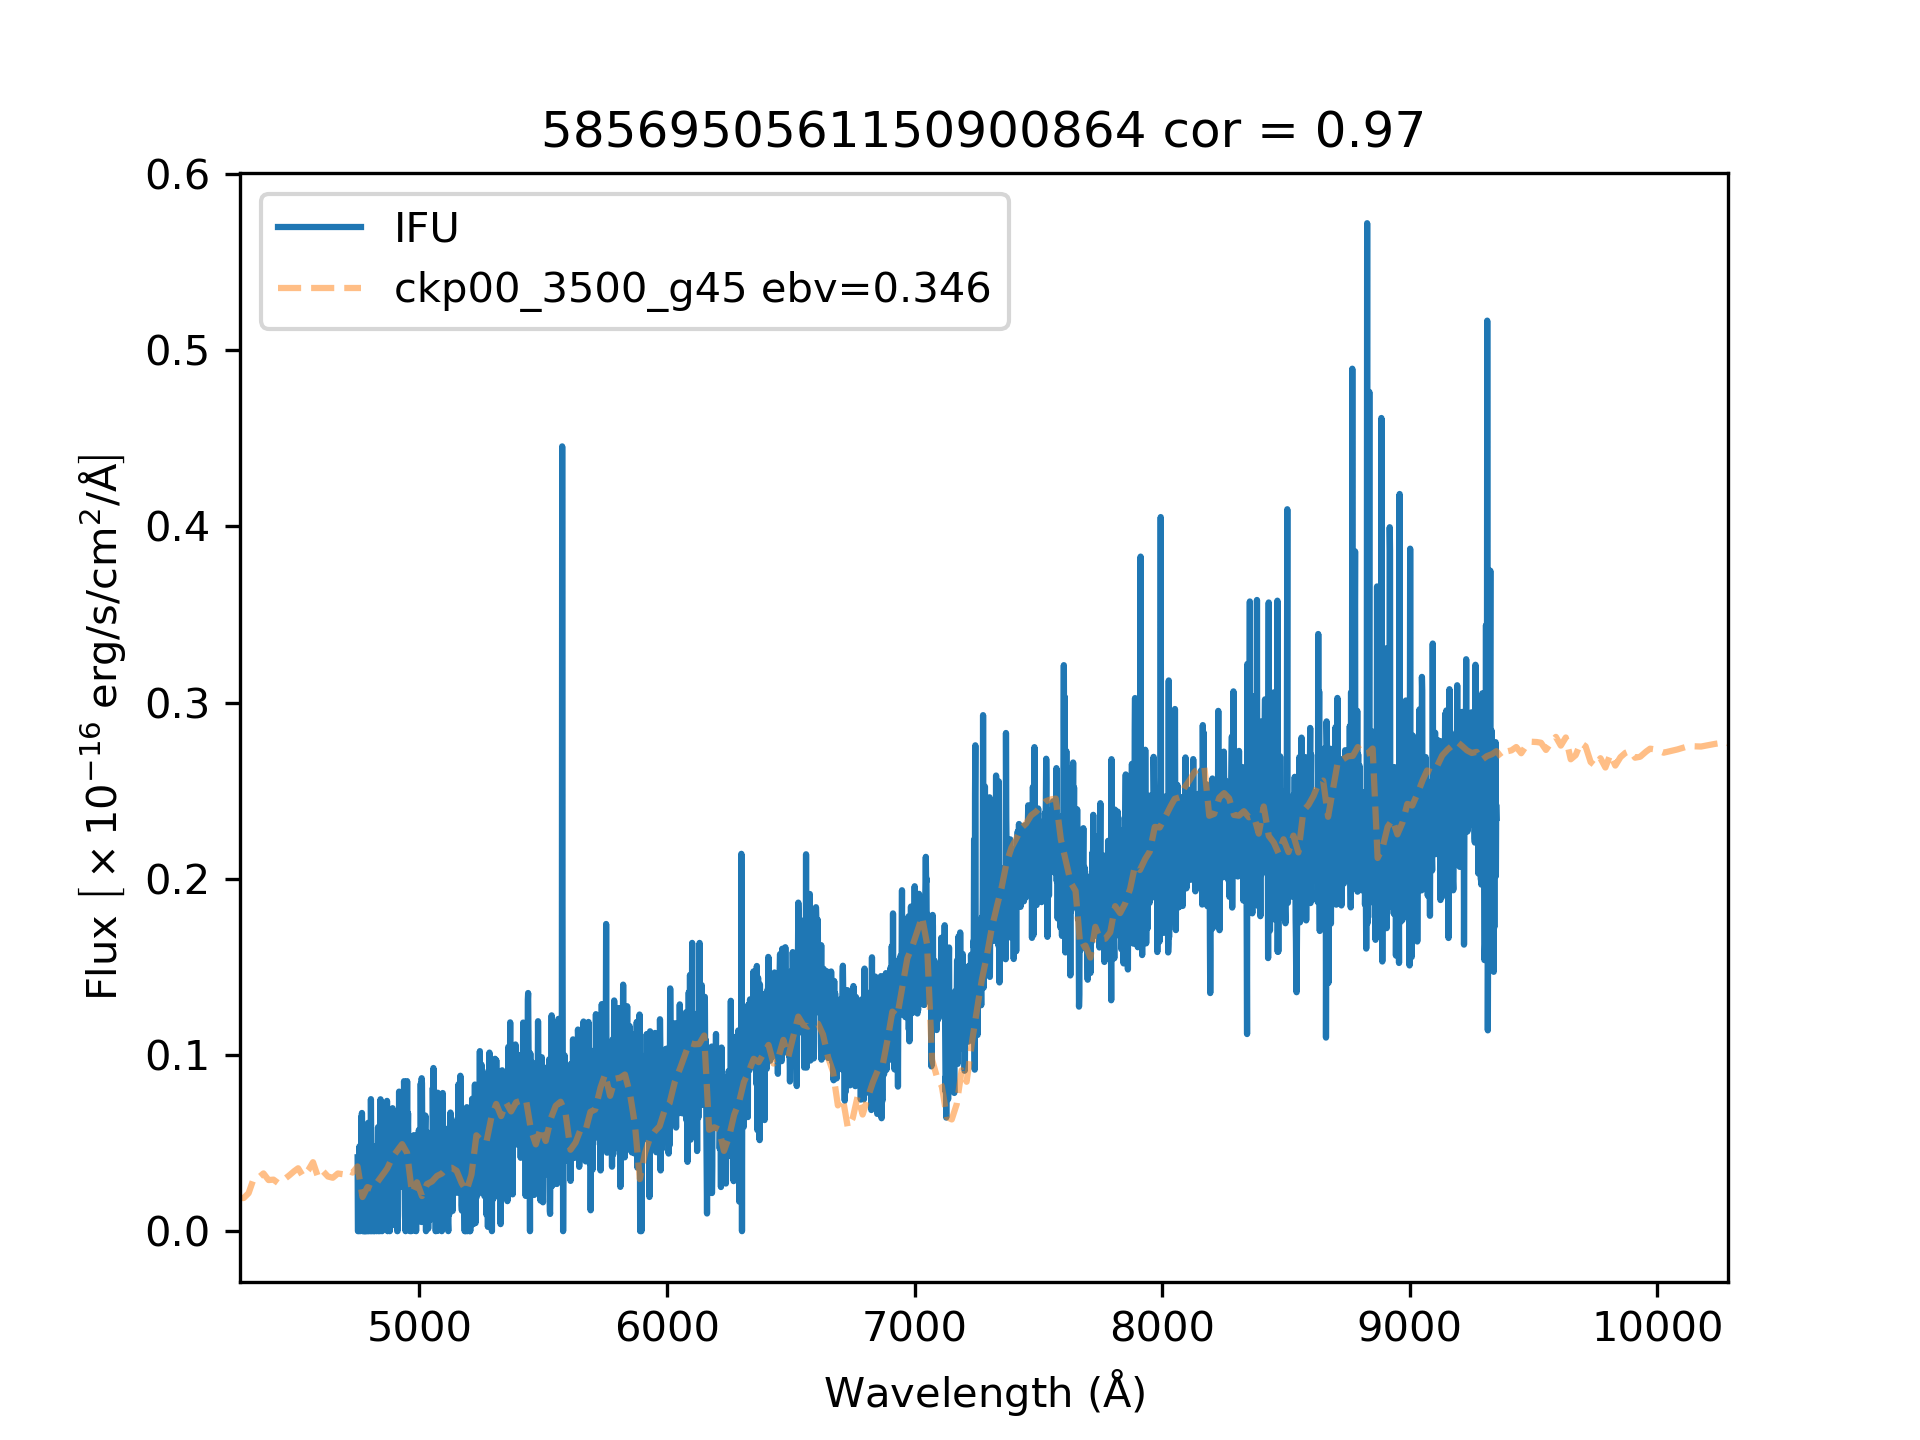 5856950561150900864 cor = 0.97
IFU
ckp00_3500_g45 ebv=0.346
0.6
0.5
0.4
0.3
0.2
0.1
0.0
Flux [× 10⁻¹⁶ erg/s/cm²/Å]
5000 6000 7000 8000 9000 10000
Wavelength (Å)